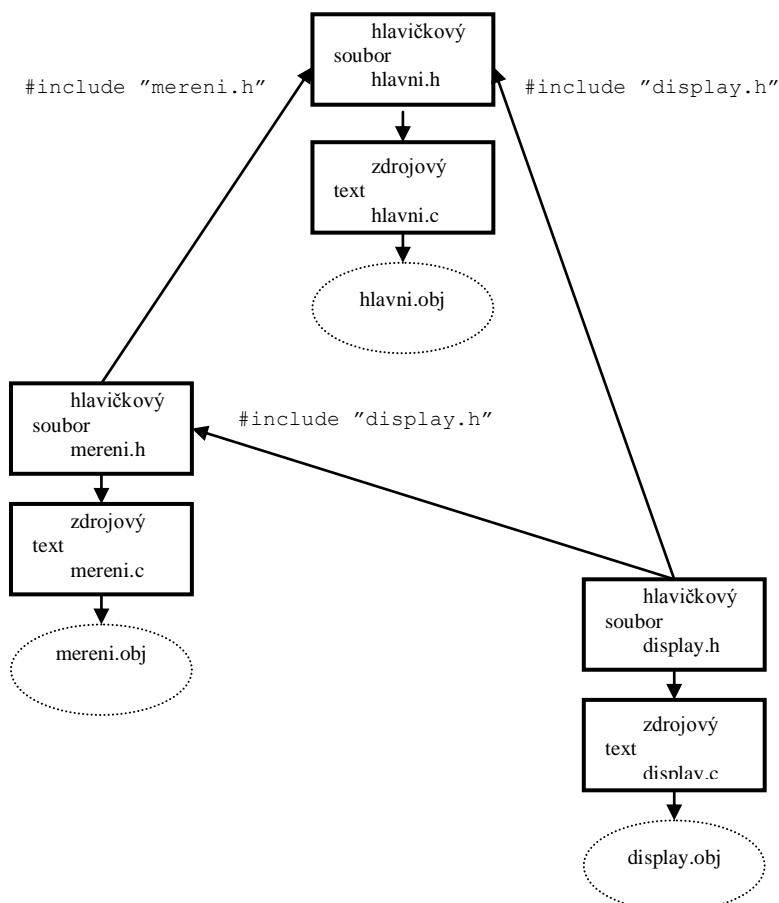 hlavičkový
soubor
hlavni.h
#include ”mereni.h”
#include ”display.h”
zdrojový
text
hlavni.c
hlavni.obj
hlavičkový
soubor
mereni.h
#include ”display.h”
zdrojový
text
mereni.c
mereni.obj
hlavičkový
soubor
display.h
zdrojový
text
display.c
display.obj